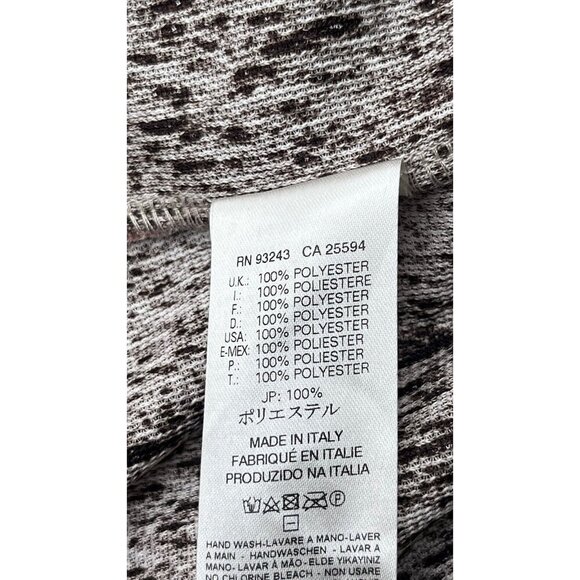 RN 93243 CA 25594
U.K.: 100% POLYESTER
I.: 100% POLIESTERE
F.: 100% POLYESTER
D.: 100% POLYESTER
USA: 100% POLYESTER
E-MEX: 100% POLYESTER
P.: 100% POLYESTER
T.: 100% POLYESTER
JP: 100%
ポリエステル
MADE IN ITALY
FABRIQUÉ EN ITALIE
PRODUZIDO NA ITALIA
P
HAND WASH-LAVARE A MANO-LAVER
A MAIN - HANDWASCHEN - LAVAR A
MANO- LAVAR À MÃO - ELDE YIKAYINIZ
NO CHLORINE BLEACH - NON USARE